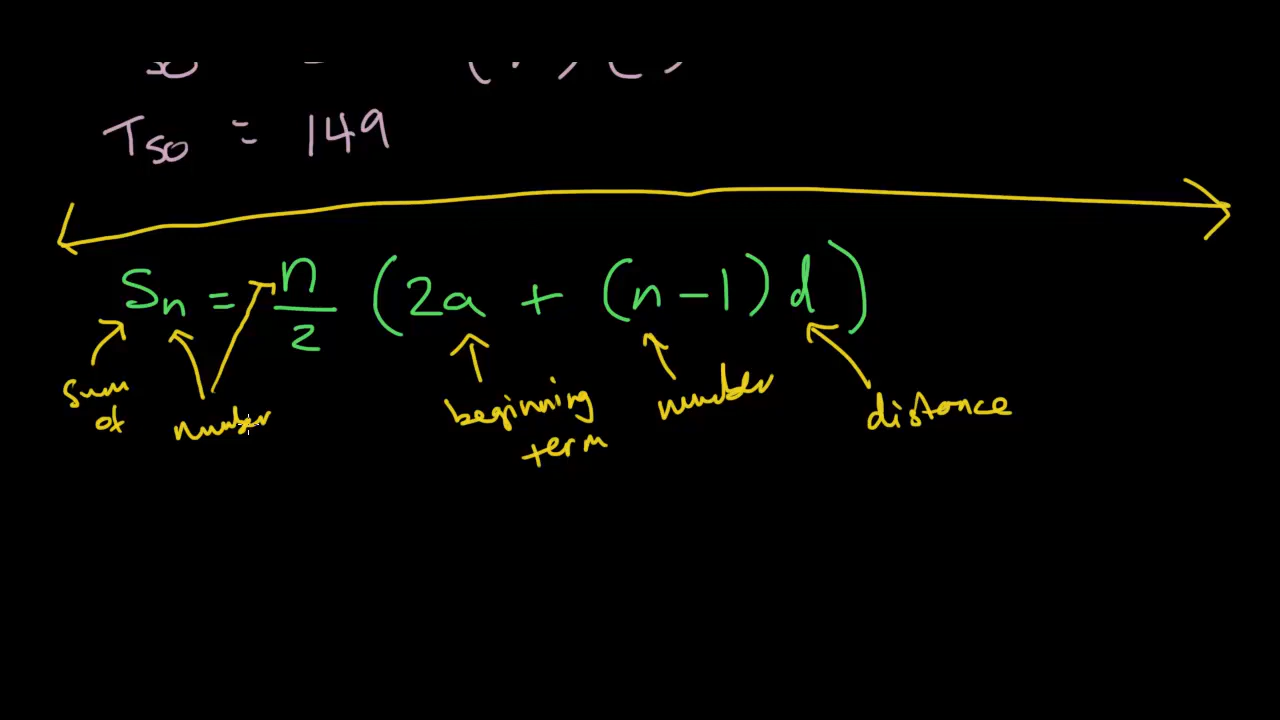 T50 = 149
Sn = n/2 (2a + (n - 1) d)
sum of
number
beginning term
number
distance